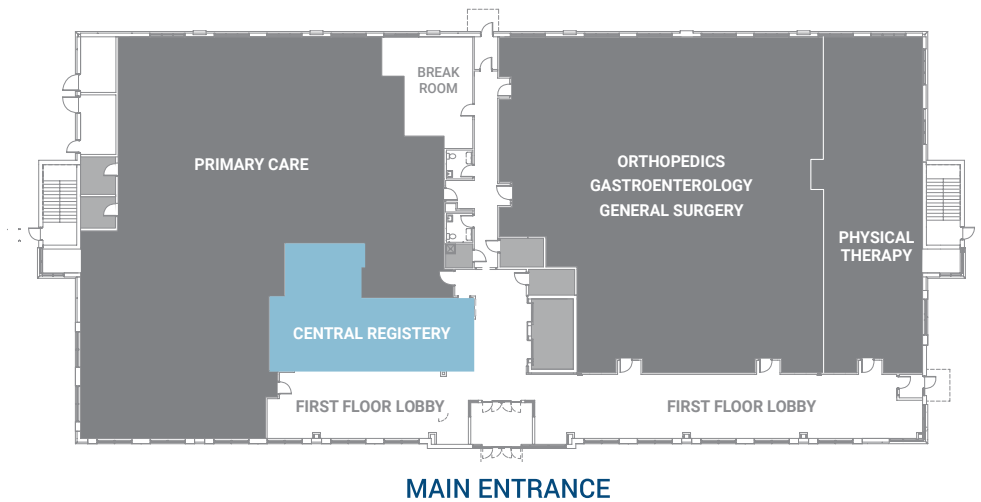 BREAK
ROOM
PRIMARY CARE
ORTHOPEDICS
GASTROENTEROLOGY
GENERAL SURGERY
PHYSICAL
THERAPY
CENTRAL REGISTERY
FIRST FLOOR LOBBY
FIRST FLOOR LOBBY
MAIN ENTRANCE